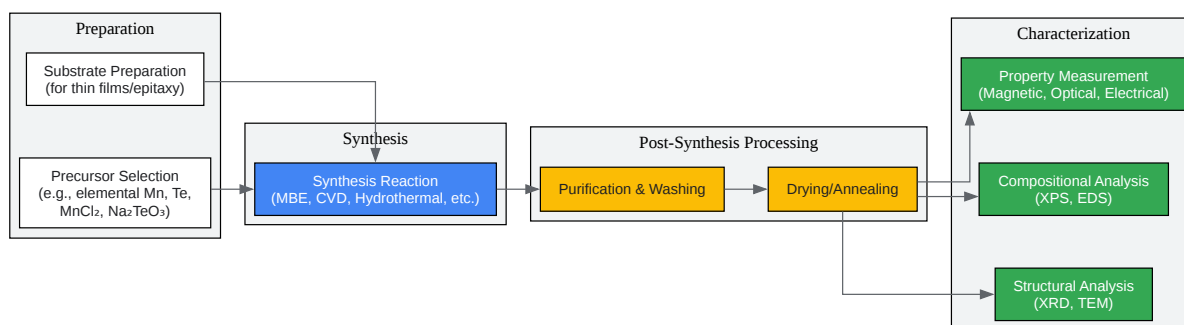 Preparation
Substrate Preparation
(for thin films/epitaxy)
Precursor Selection
(e.g., elemental Mn, Te,
MnCl₂, Na₂TeO₃)
Synthesis
Synthesis Reaction
(MBE, CVD, Hydrothermal, etc.)
Post-Synthesis Processing
Purification & Washing
Drying/Annealing
Characterization
Property Measurement
(Magnetic, Optical, Electrical)
Compositional Analysis
(XPS, EDS)
Structural Analysis
(XRD, TEM)